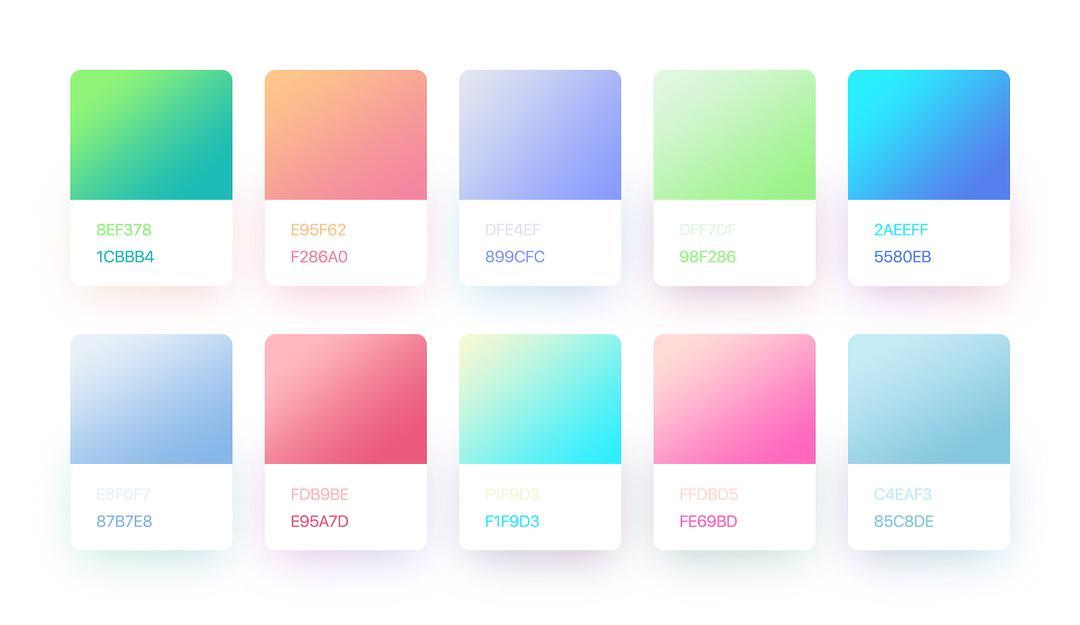 8EF378
1CBBB4
E95F62
F286A0
DFE4EF
899CFC
DFF7DF
98F286
2AEEFF
5580EB
E8F0F7
87B7E8
FDB9BE
E95A7D
F1F9D3
F1F9D3
FFDBD5
FE69BD
C4EAF3
85C8DE